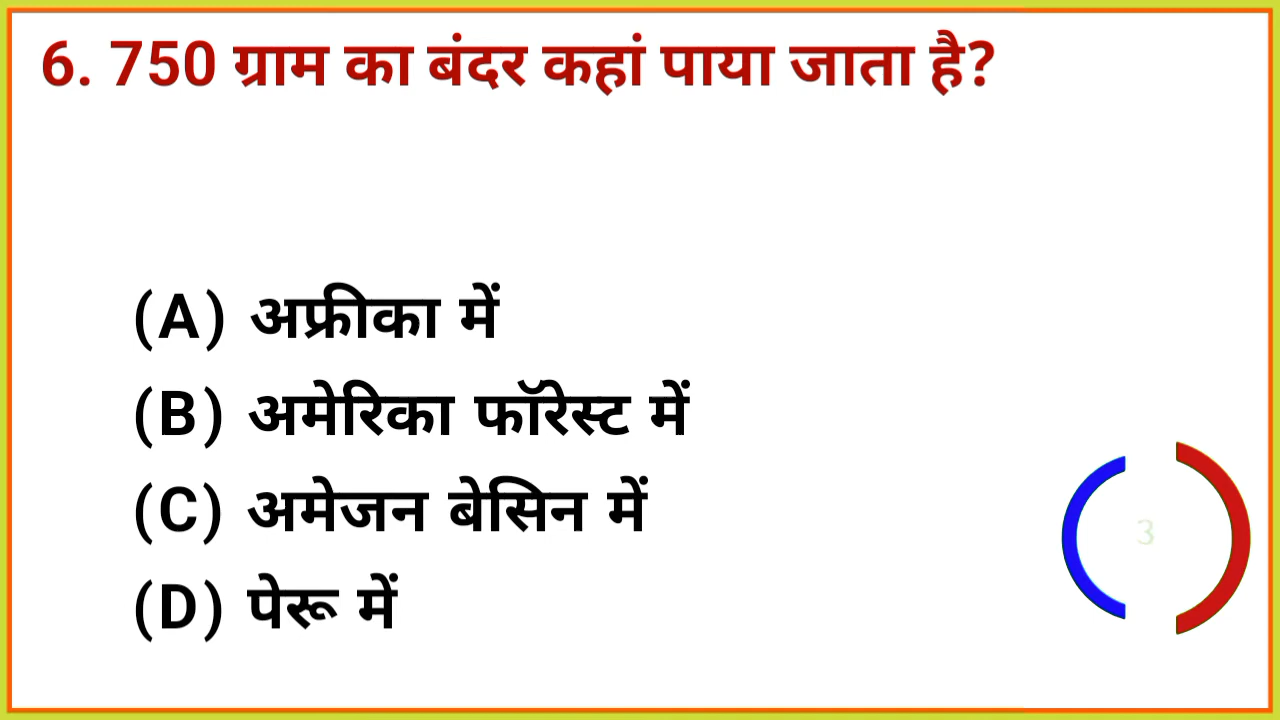 6. 750 ग्राम का बंदर कहां पाया जाता है?
(A) अफ्रीका में
(B) अमेरिका फॉरेस्ट में
(C) अमेजन बेसिन में
(D) पेरू में
3